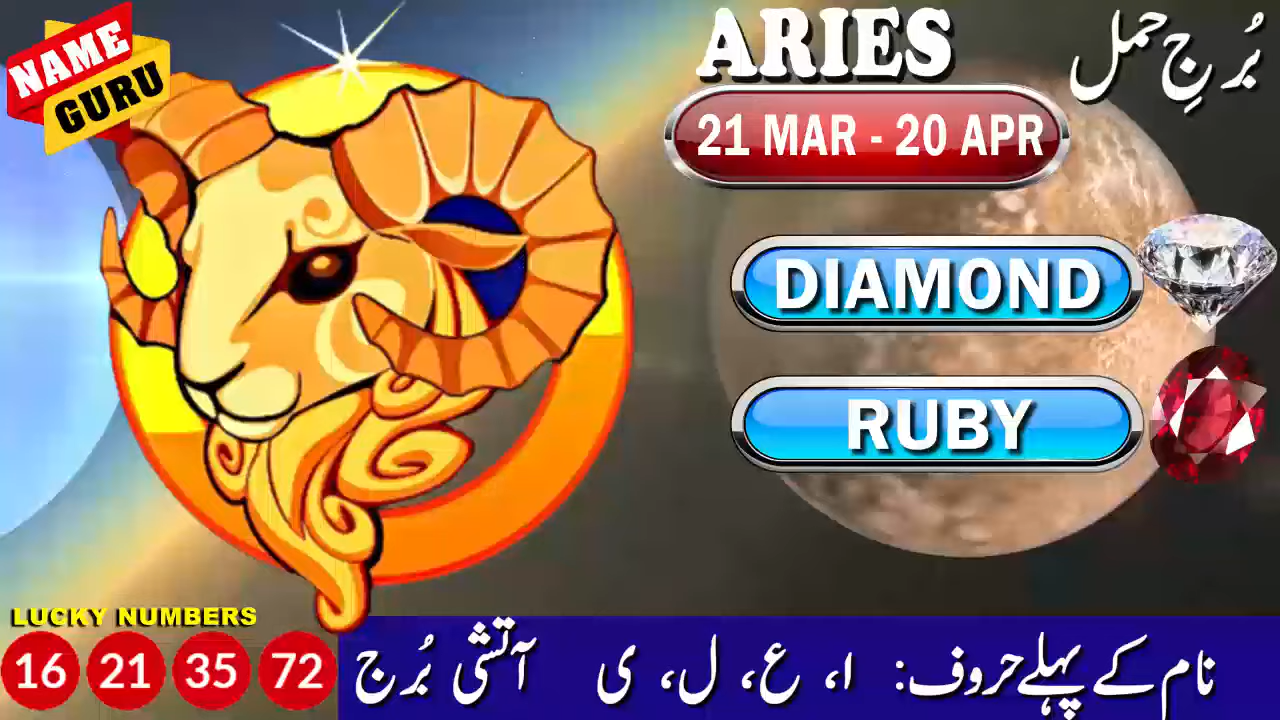 NAME
GURU
ARIES
بُرجِ حمل
21 MAR - 20 APR
DIAMOND
RUBY
LUCKY NUMBERS
16 21 35 72
نام کے پہلے حروف: ا، ع، ل، ی آتشی بُرج